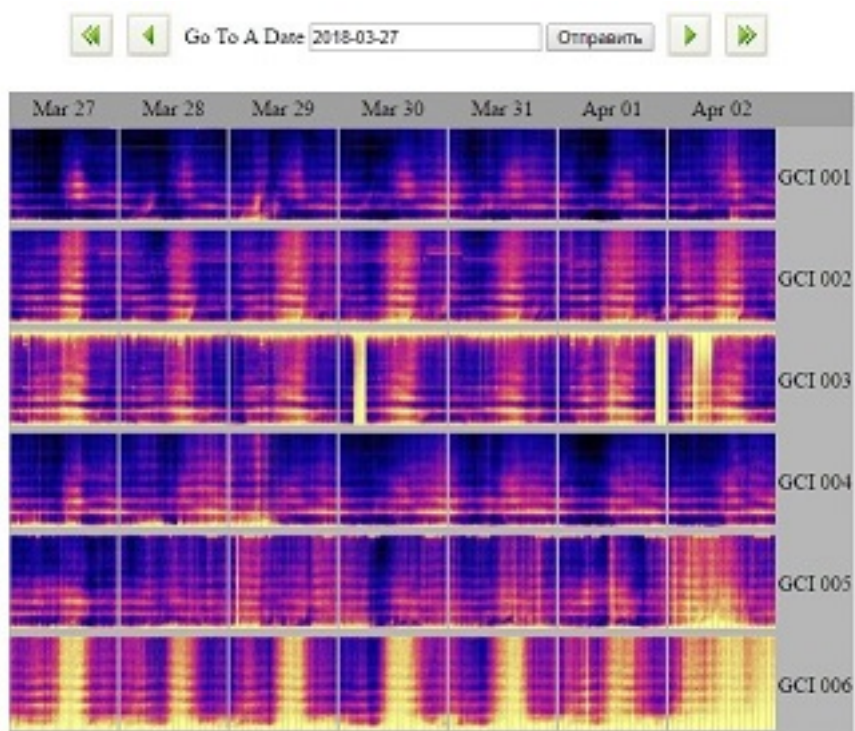 Go To A Date 2018-03-27 Отправить
Mar 27 Mar 28 Mar 29 Mar 30 Mar 31 Apr 01 Apr 02
GCI 001
GCI 002
GCI 003
GCI 004
GCI 005
GCI 006